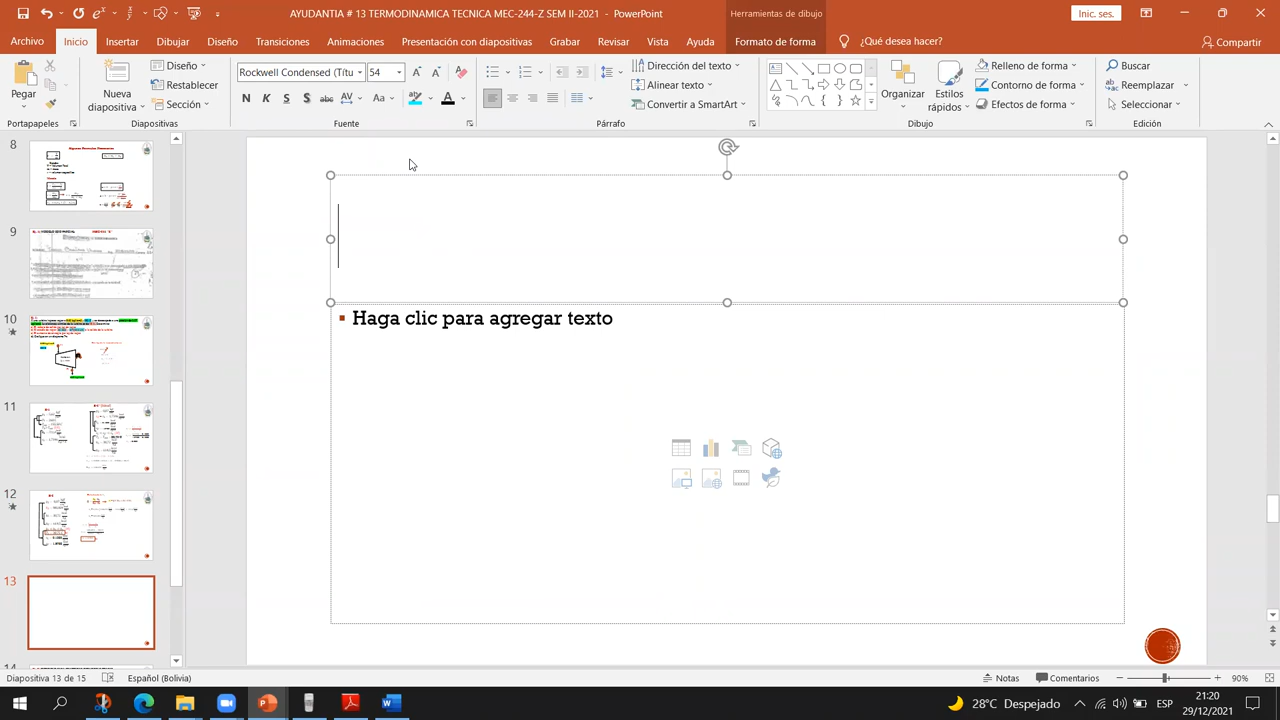 AYUDANTIA # 13 TERMODINAMICA TECNICA MEC-244-Z SEM II-2021 - PowerPoint
Herramientas de dibujo
Inic. ses.
Archivo Inicio Insertar Dibujar Diseño Transiciones Animaciones Presentación con diapositivas Grabar Revisar Vista Ayuda Formato de forma ¿Qué desea hacer? Compartir
Pegar
Portapapeles
Nueva diapositiva
Diseño
Restablecer
Sección
Diapositivas
Rockwell Condensed (Títu 54
N K S S abc AV Aa A
Fuente
Dirección del texto
Alinear texto
Convertir a SmartArt
Párrafo
Organizar
Estilos rápidos
Relleno de forma
Contorno de forma
Efectos de forma
Dibujo
Buscar
Reemplazar
Seleccionar
Edición
8
9
10
11
12
13
Haga clic para agregar texto
Diapositiva 13 de 15 Español (Bolivia) Notas Comentarios 90%
28°C Despejado ESP 21:20
29/12/2021